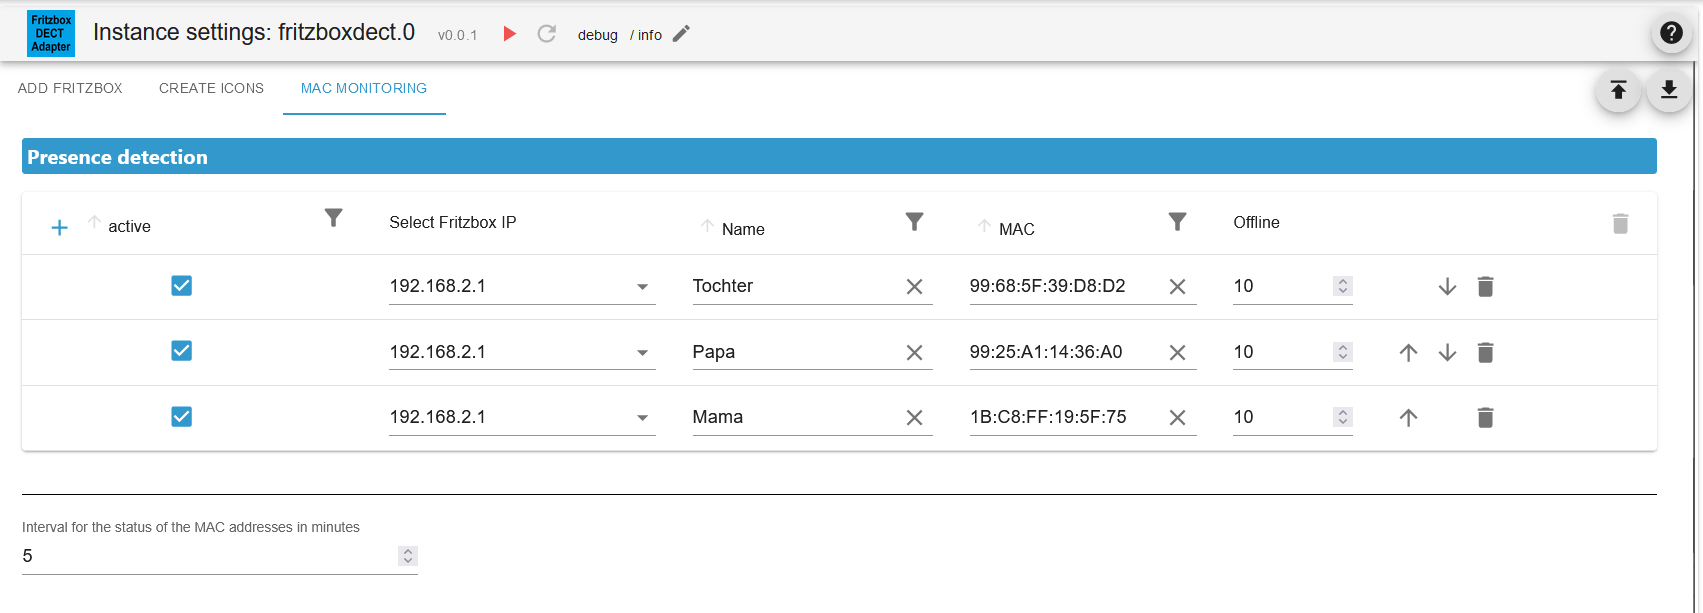 Fritzbox
DECT
Adapter
Instance settings: fritzboxdect.0 v0.0.1 debug / info
ADD FRITZBOX CREATE ICONS MAC MONITORING
Presence detection
active Select Fritzbox IP Name MAC Offline
192.168.2.1 Tochter 99:68:5F:39:D8:D2 10
192.168.2.1 Papa 99:25:A1:14:36:A0 10
192.168.2.1 Mama 1B:C8:FF:19:5F:75 10
Interval for the status of the MAC addresses in minutes
5